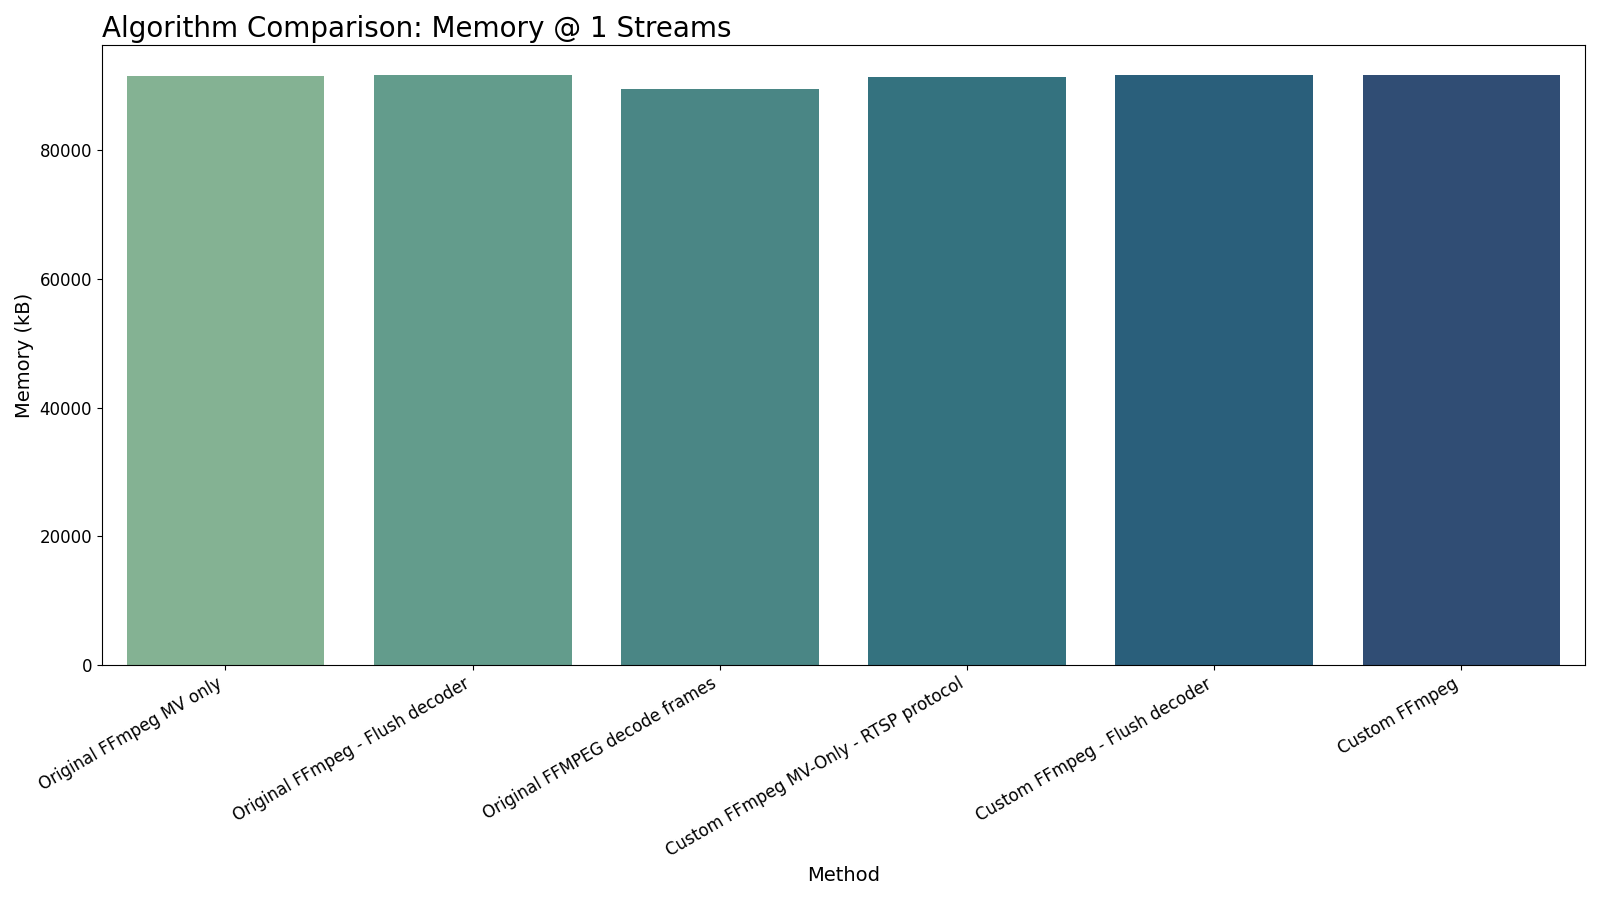 Algorithm Comparison: Memory @ 1 Streams
Memory (kB)
80000
60000
40000
20000
0
Original FFmpeg MV only
Original FFmpeg - Flush decoder
Original FFMPEG decode frames
Custom FFmpeg MV-Only - RTSP protocol
Custom FFmpeg - Flush decoder
Custom FFmpeg
Method